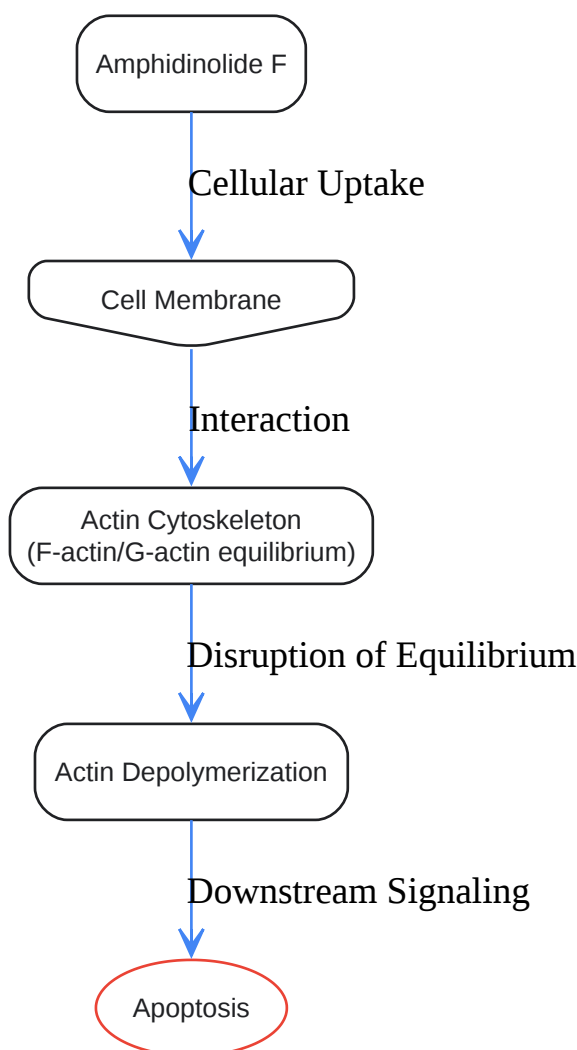 Amphidinolide F
Cellular Uptake
Cell Membrane
Interaction
Actin Cytoskeleton
(F-actin/G-actin equilibrium)
Disruption of Equilibrium
Actin Depolymerization
Downstream Signaling
Apoptosis